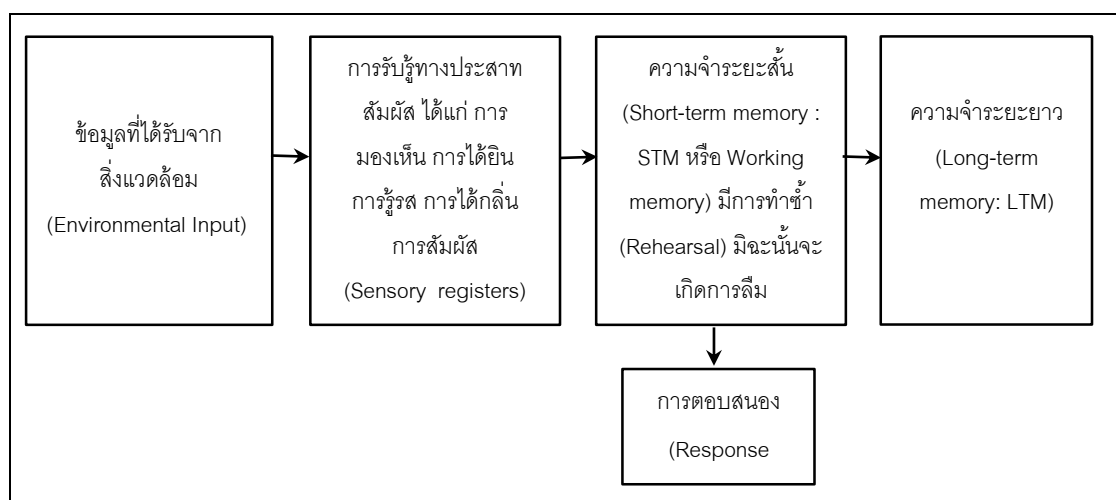 ข้อมูลที่ได้รับจาก
สิ่งแวดล้อม
(Environmental Input)
การรับรู้ทางประสาท
สัมผัส ได้แก่ การ
มองเห็น การได้ยิน
การรู้รส การได้กลิ่น
การสัมผัส
(Sensory registers)
ความจำระยะสั้น
(Short-term memory :
STM หรือ Working
memory) มีการทำซ้ำ
(Rehearsal) มิฉะนั้นจะ
เกิดการลืม
ความจำระยะยาว
(Long-term
memory: LTM)
การตอบสนอง
(Response